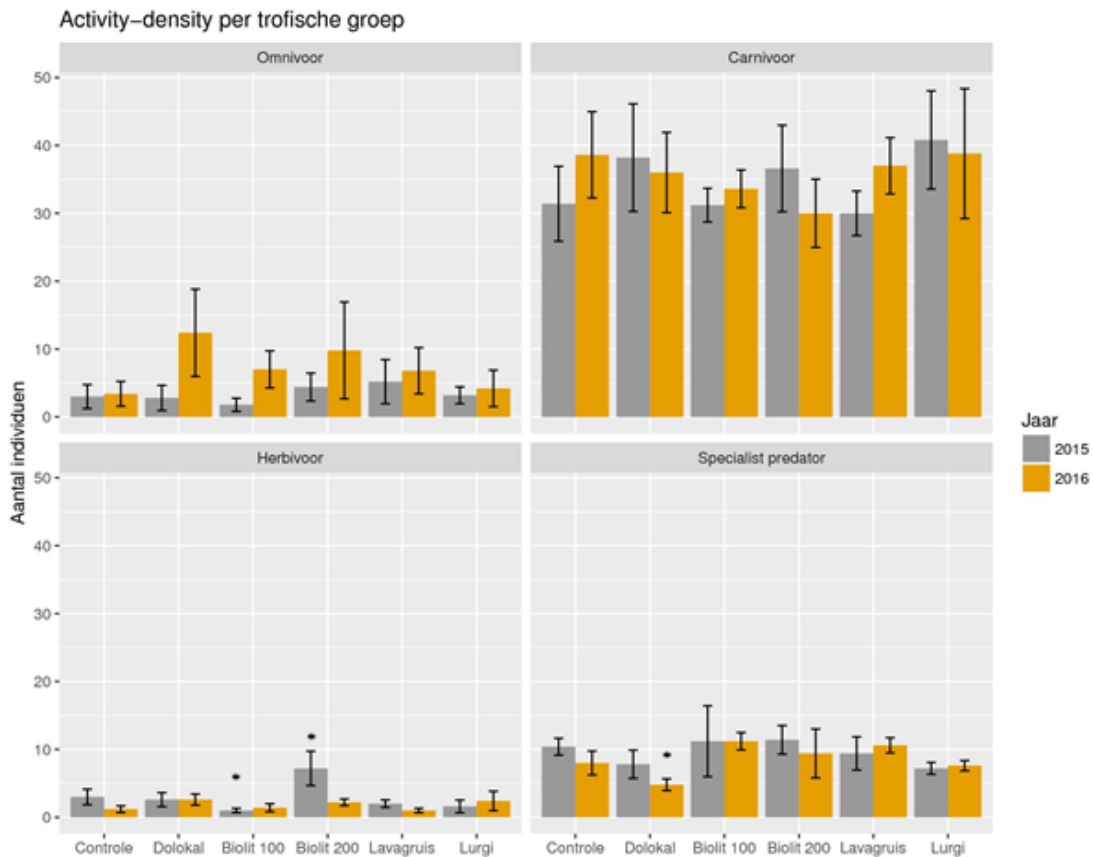 Activity-density per trofische groep
Omnivoor
Carnivoor
50
40
30
20
10
0
Herbivoor
Specialist predator
50
40
*
30
20
10
*
*
*
0
Controle Dolokal Biolit 100 Biolit 200 Lavagruis Lurgi
Controle Dolokal Biolit 100 Biolit 200 Lavagruis Lurgi
Aantal individuen
Jaar
2015
2016